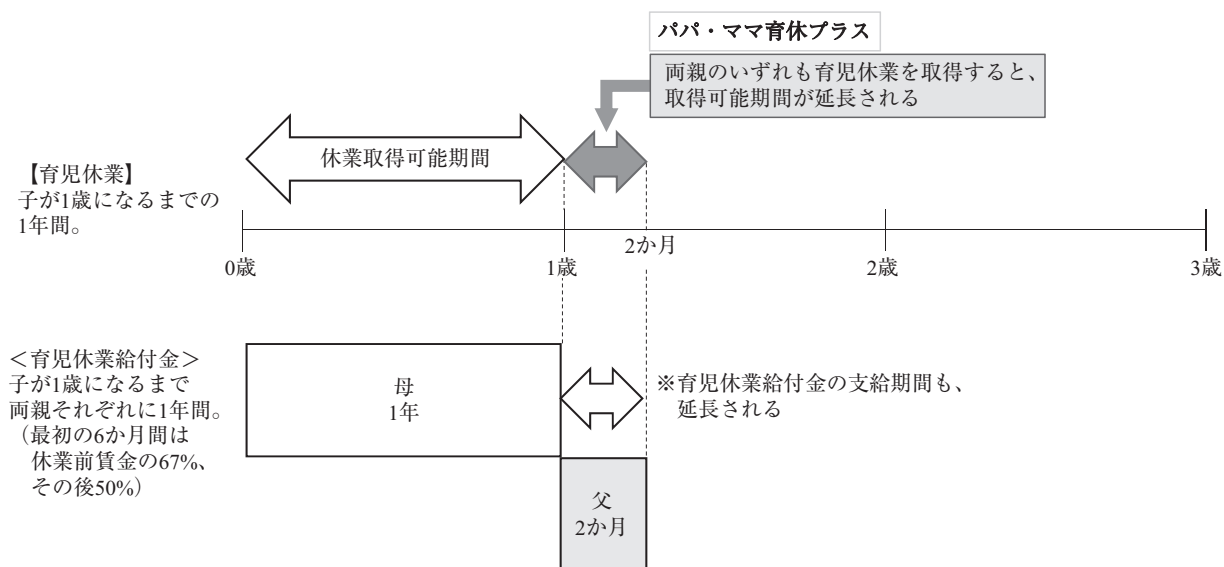 パパ・ママ育休プラス
両親のいずれも育児休業を取得すると、
取得可能期間が延長される
休業取得可能期間
【育児休業】
子が1歳になるまでの
1年間。
2か月
0歳
1歳
2歳
3歳
<育児休業給付金>
子が1歳になるまで
両親それぞれに1年間。
（最初の6か月間は
休業前賃金の67%、
その後50%）
母
1年
※育児休業給付金の支給期間も、
延長される
父
2か月